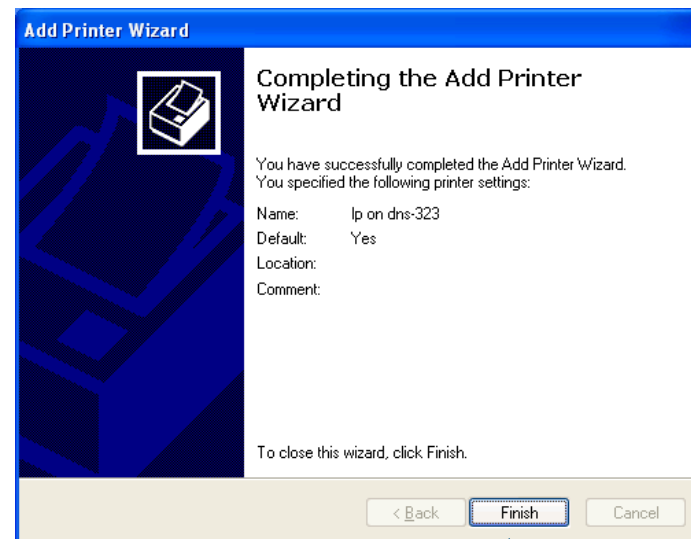 Add Printer Wizard
Completing the Add Printer
Wizard
You have successfully completed the Add Printer Wizard.
You specified the following printer settings:
Name: lp on dns-323
Default: Yes
Location:
Comment:
To close this wizard, click Finish.
< Back Finish Cancel